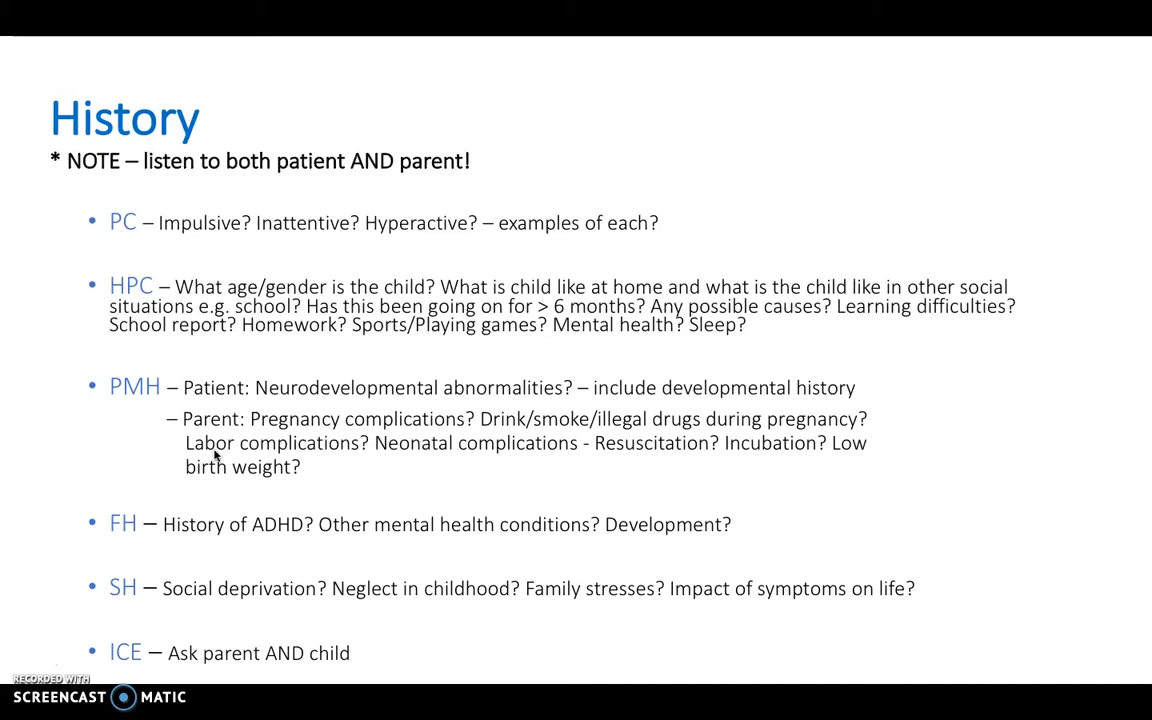 History
* NOTE – listen to both patient AND parent!
• PC – Impulsive? Inattentive? Hyperactive? – examples of each?
• HPC – What age/gender is the child? What is child like at home and what is the child like in other social
situations e.g. school? Has this been going on for > 6 months? Any possible causes? Learning difficulties?
School report? Homework? Sports/Playing games? Mental health? Sleep?
• PMH – Patient: Neurodevelopmental abnormalities? – include developmental history
– Parent: Pregnancy complications? Drink/smoke/illegal drugs during pregnancy?
Labor complications? Neonatal complications - Resuscitation? Incubation? Low
birth weight?
• FH – History of ADHD? Other mental health conditions? Development?
• SH – Social deprivation? Neglect in childhood? Family stresses? Impact of symptoms on life?
• ICE – Ask parent AND child
RECORDED WITH
SCREENCAST MATIC